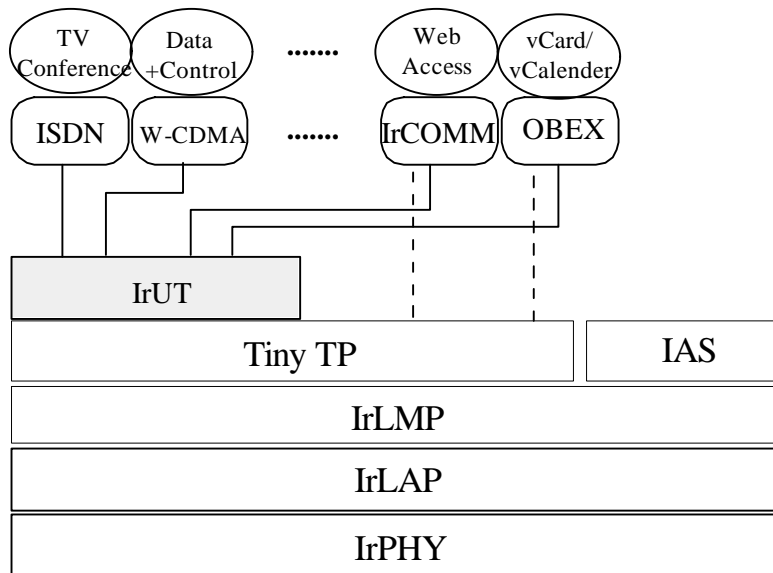 TV
Conference
Data
+Control
.......
Web
Access
vCard/
vCalender
ISDN
W-CDMA
.......
IrCOMM
OBEX
IrUT
Tiny TP
IAS
IrLMP
IrLAP
IrPHY